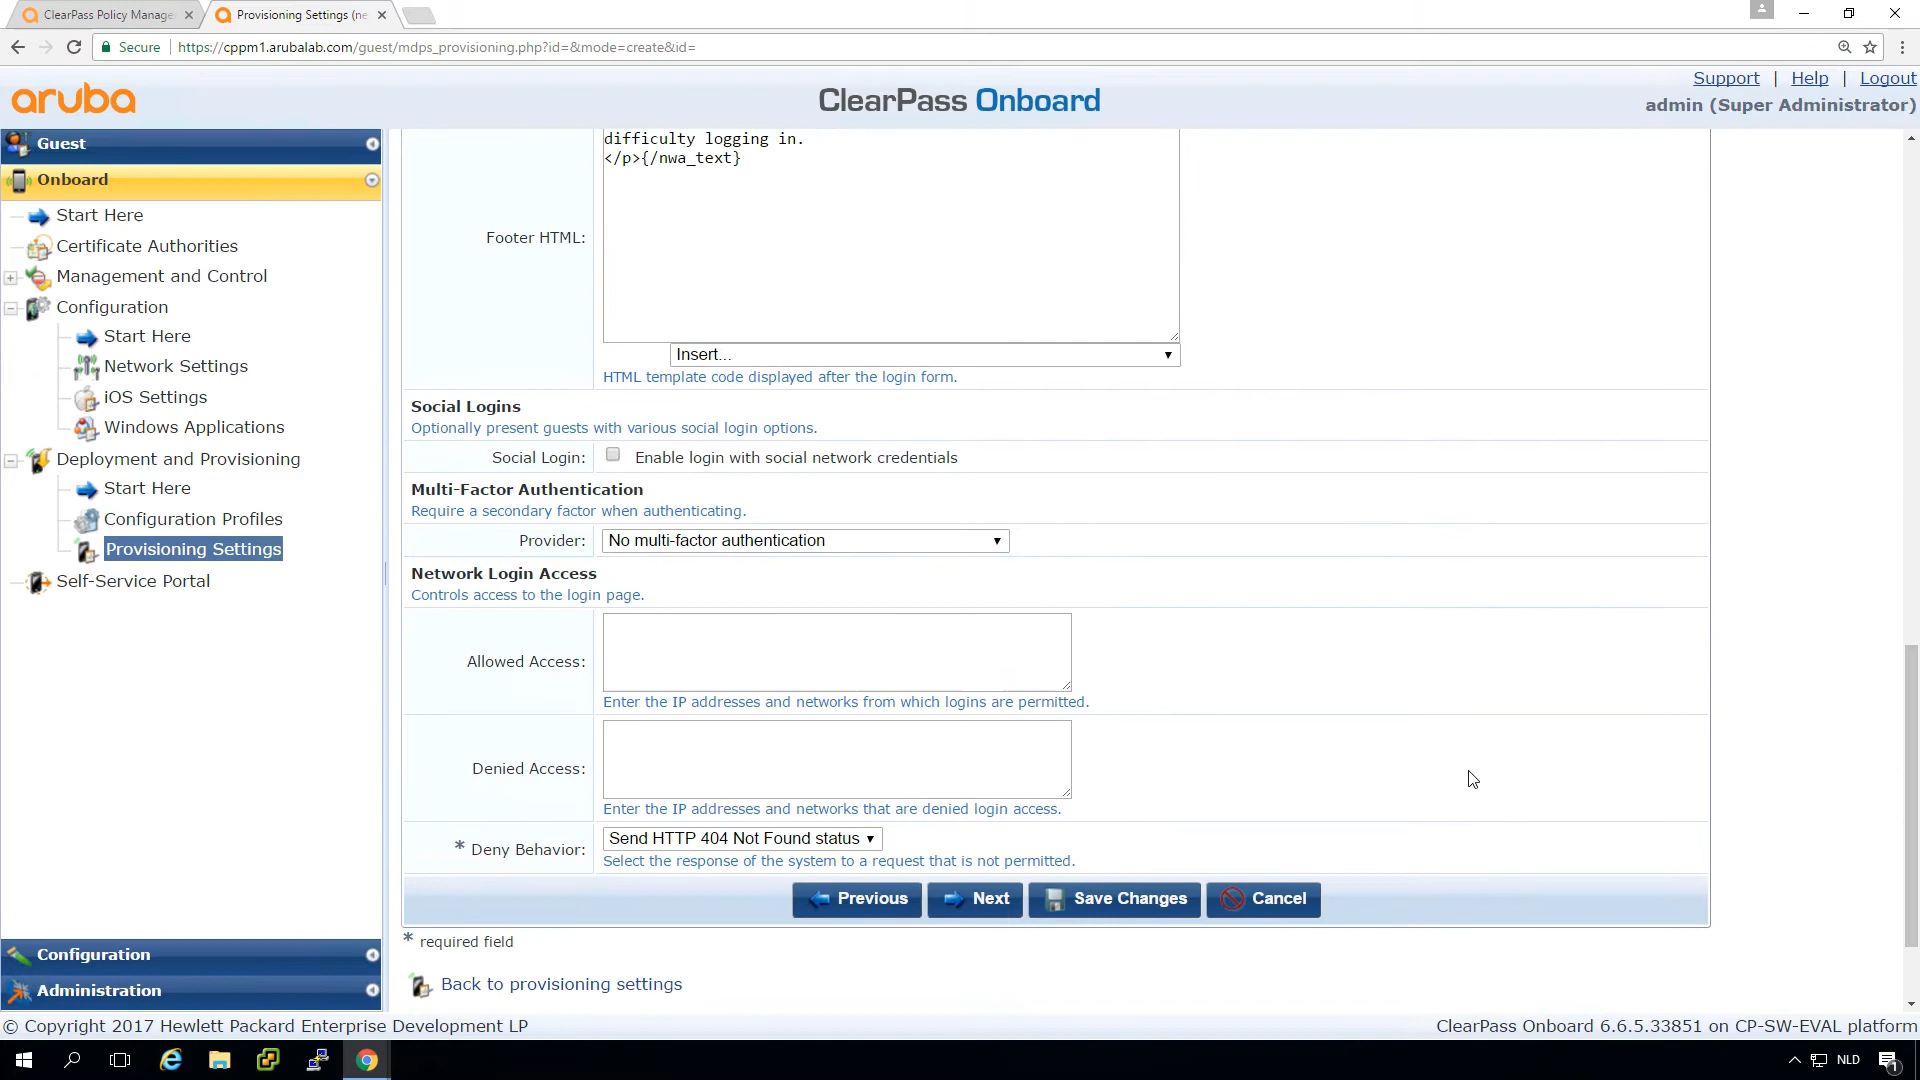 ClearPass Policy Manage
Provisioning Settings (ne
Secure
https://cppm1.arubalab.com/guest/mdps_provisioning.php?id=&mode=create&id=
aruba
ClearPass Onboard
Support | Help | Logout
admin (Super Administrator)
Guest
Onboard
Start Here
Certificate Authorities
Management and Control
Configuration
Start Here
Network Settings
iOS Settings
Windows Applications
Deployment and Provisioning
Start Here
Configuration Profiles
Provisioning Settings
Self-Service Portal
Configuration
Administration
difficulty logging in.
</p>{/nwa_text}
Footer HTML:
Insert...
HTML template code displayed after the login form.
Social Logins
Optionally present guests with various social login options.
Social Login: Enable login with social network credentials
Multi-Factor Authentication
Require a secondary factor when authenticating.
Provider: No multi-factor authentication
Network Login Access
Controls access to the login page.
Allowed Access:
Enter the IP addresses and networks from which logins are permitted.
Denied Access:
Enter the IP addresses and networks that are denied login access.
* Deny Behavior: Send HTTP 404 Not Found status
Select the response of the system to a request that is not permitted.
Previous Next Save Changes Cancel
* required field
Back to provisioning settings
© Copyright 2017 Hewlett Packard Enterprise Development LP
ClearPass Onboard 6.6.5.33851 on CP-SW-EVAL platform
NLD
1